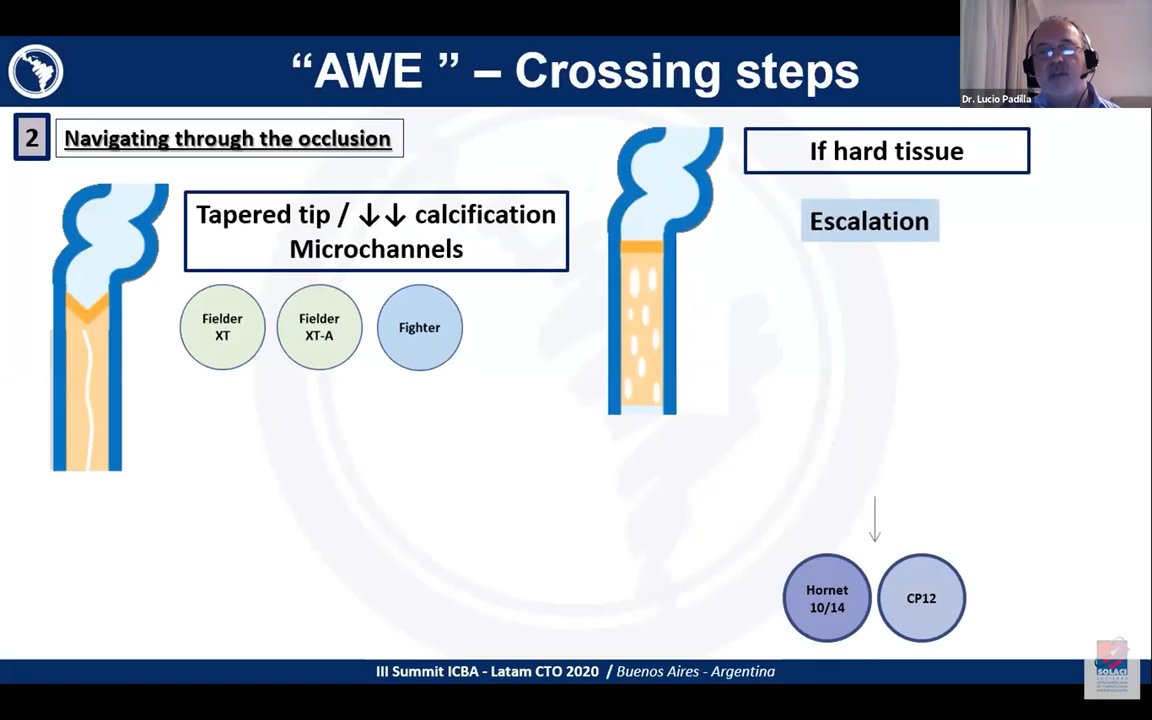 “AWE ” – Crossing steps
Dr. Lucio Padilla
2
Navigating through the occlusion
Tapered tip / ↓↓ calcification
Microchannels
Fielder
XT
Fielder
XT-A
Fighter
If hard tissue
Escalation
Hornet
10/14
CP12
III Summit ICBA - Latam CTO 2020 / Buenos Aires - Argentina
SOLACI